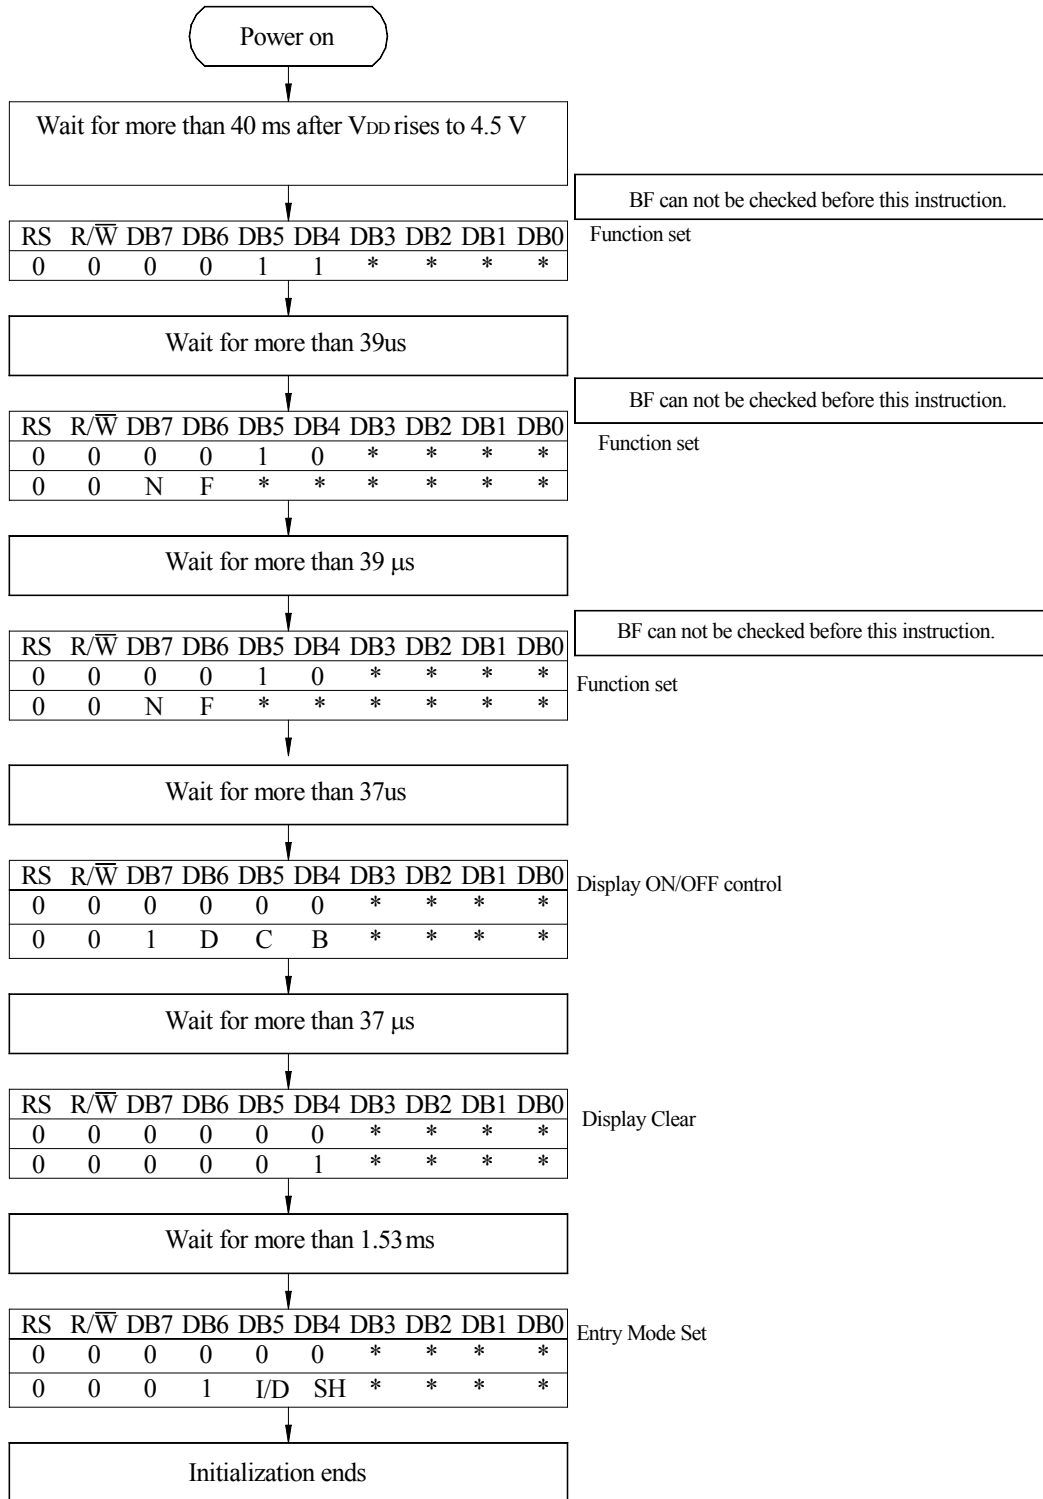 Power on
Wait for more than 40 ms after VDD rises to 4.5 V
BF can not be checked before this instruction.
RS R/W̅ DB7 DB6 DB5 DB4 DB3 DB2 DB1 DB0
Function set
0 0 0 0 1 1 * * * *
Wait for more than 39us
BF can not be checked before this instruction.
RS R/W̅ DB7 DB6 DB5 DB4 DB3 DB2 DB1 DB0
Function set
0 0 0 0 1 0 * * * *
0 0 N F * * * * * *
Wait for more than 39 µs
BF can not be checked before this instruction.
RS R/W̅ DB7 DB6 DB5 DB4 DB3 DB2 DB1 DB0
0 0 0 0 1 0 * * * *
Function set
0 0 N F * * * * * *
Wait for more than 37us
RS R/W̅ DB7 DB6 DB5 DB4 DB3 DB2 DB1 DB0
Display ON/OFF control
0 0 0 0 0 0 * * * *
0 0 1 D C B * * * *
Wait for more than 37 µs
RS R/W̅ DB7 DB6 DB5 DB4 DB3 DB2 DB1 DB0
Display Clear
0 0 0 0 0 0 * * * *
0 0 0 0 0 1 * * * *
Wait for more than 1.53ms
RS R/W̅ DB7 DB6 DB5 DB4 DB3 DB2 DB1 DB0
Entry Mode Set
0 0 0 0 0 0 * * * *
0 0 0 1 I/D SH * * * *
Initialization ends